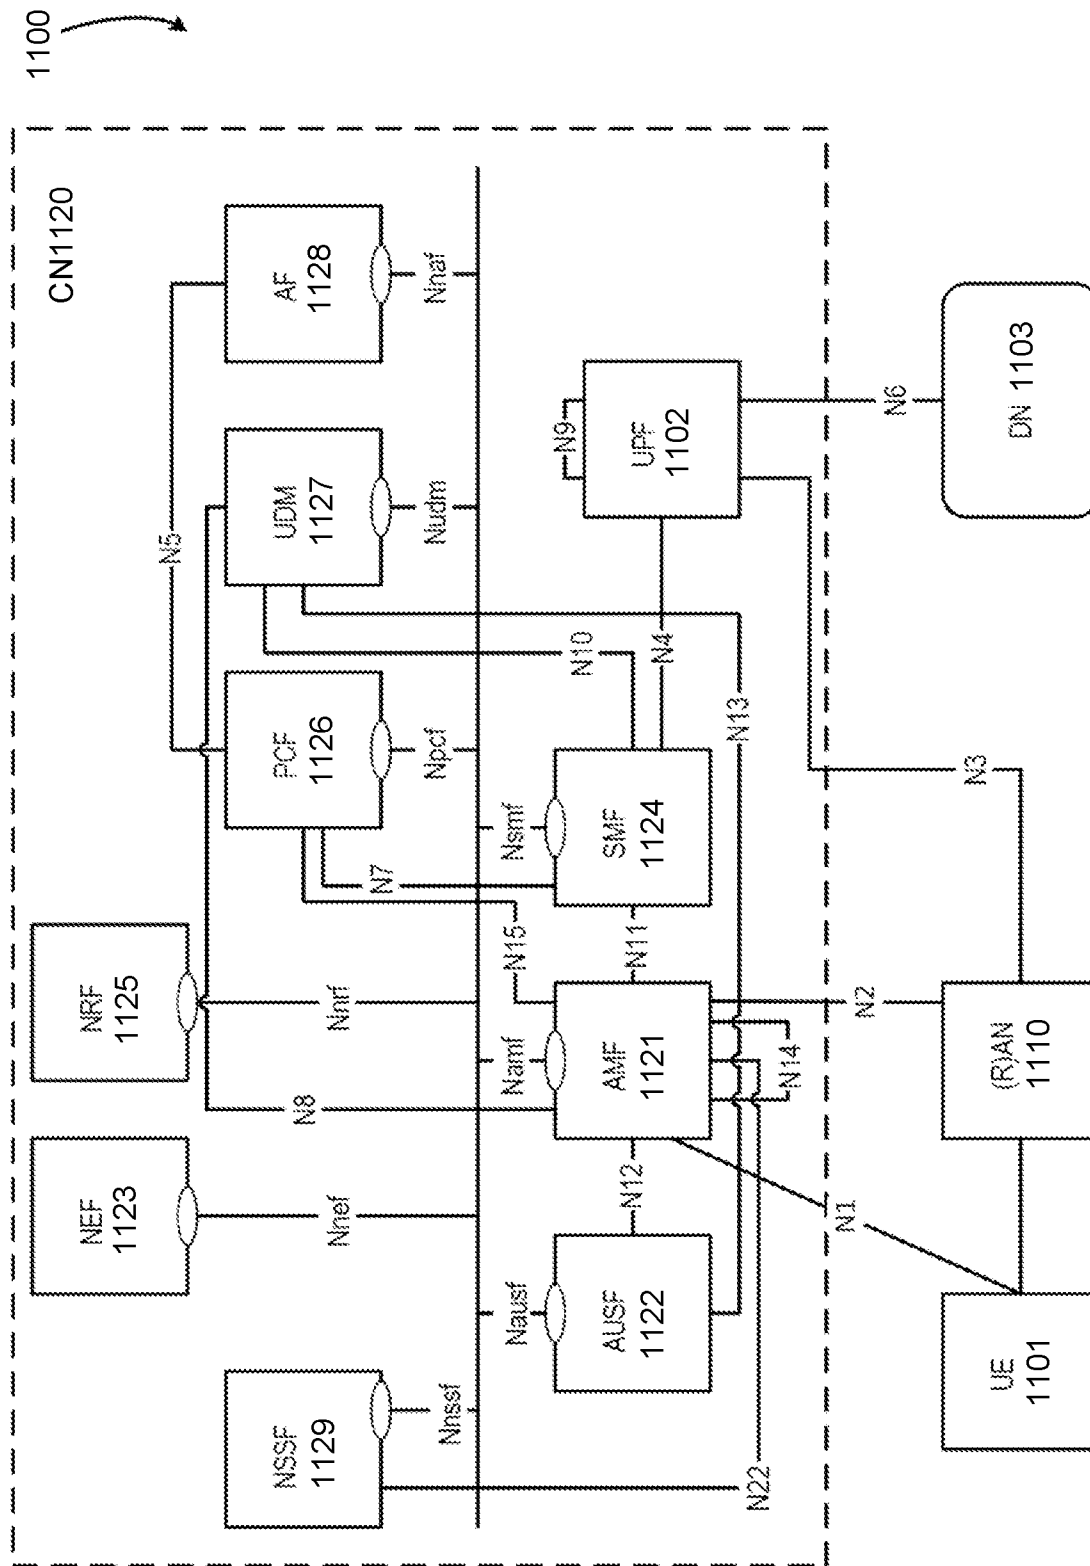 1100
CN1120
NEF
1123
NRF
1125
N5
NSSF
1129
PCF
1126
UDM
1127
AF
1128
N8
Nnef
Nnrf
N7
Nnssf
Npcf
Nudm
Nnaf
Nausf
Namf
N15
Nsmf
N10
N9
AUSF
1122
N12
AMF
1121
N11
SMF
1124
N4
UPF
1102
N13
N22
N14
N1
N2
N6
N3
UE
1101
(R)AN
1110
DN 1103